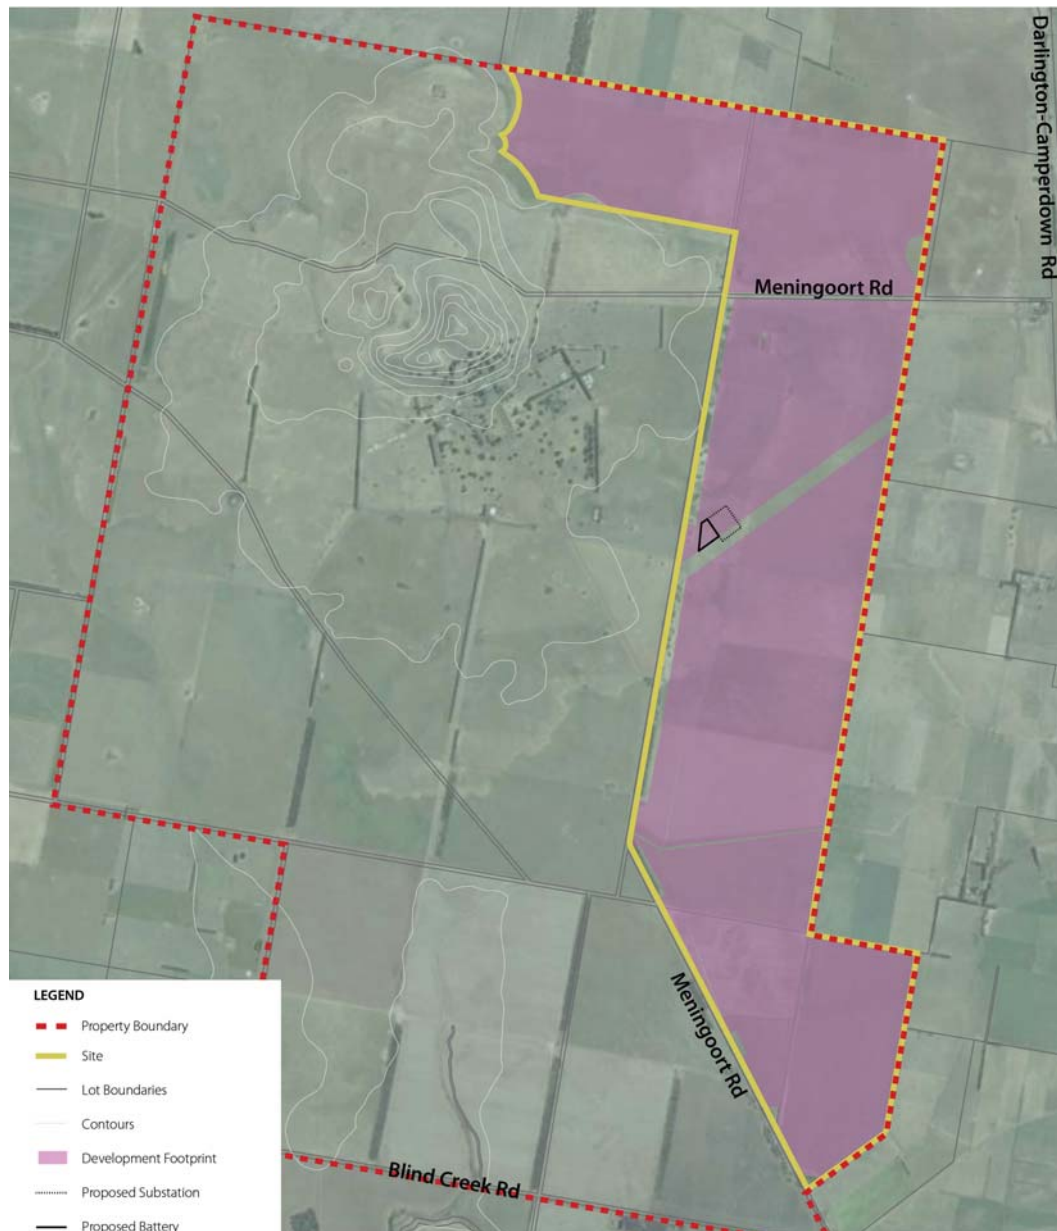 Darlington-Camperdown Rd
Meningoort Rd
Meningoort Rd
Blind Creek Rd
LEGEND
Property Boundary
Site
Lot Boundaries
Contours
Development Footprint
Proposed Substation
Proposed Battery